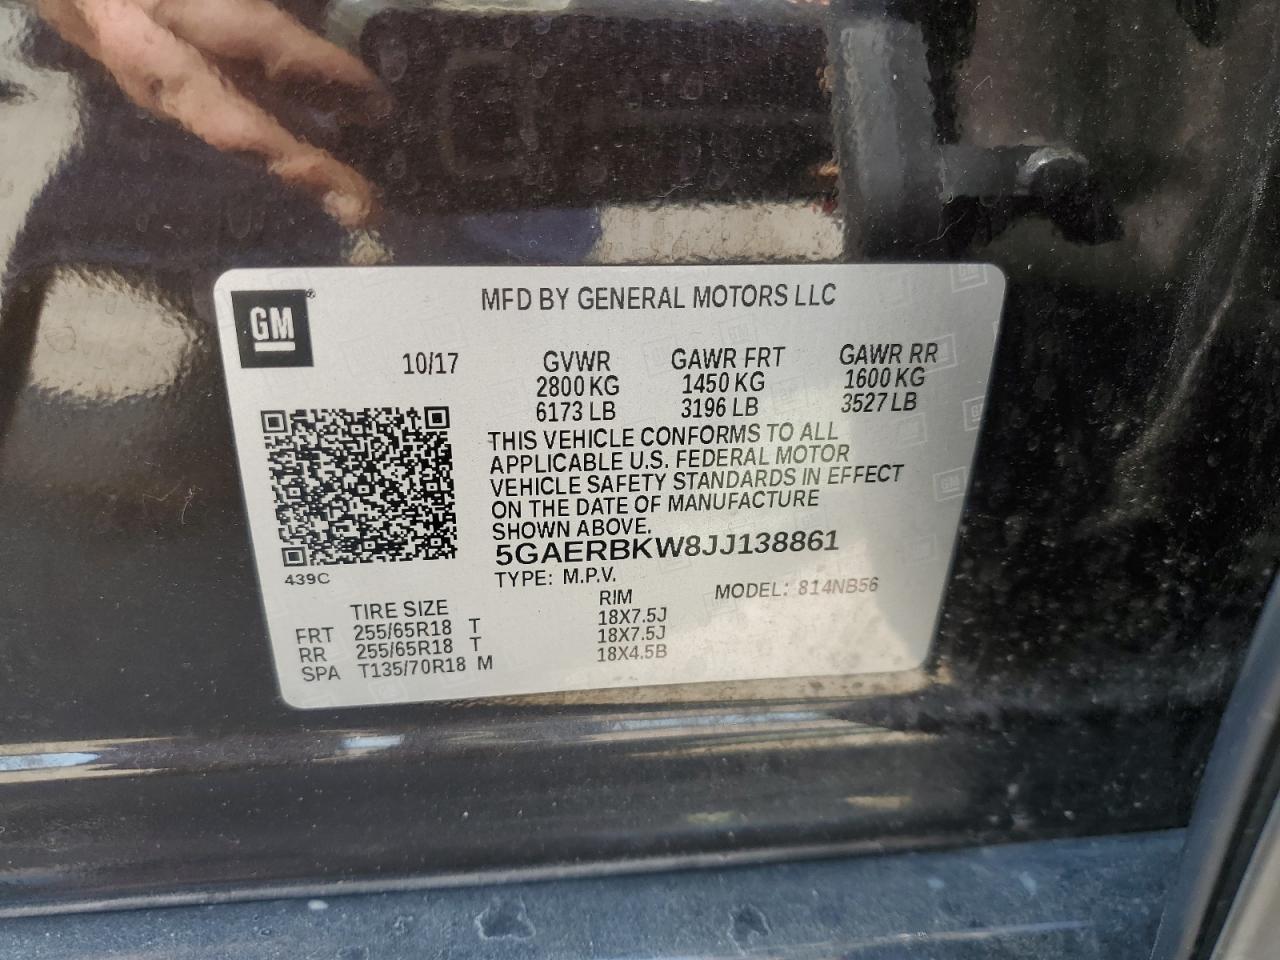 GM®
MFD BY GENERAL MOTORS LLC
10/17 GVWR GAWR FRT GAWR RR
2800 KG 1450 KG 1600 KG
6173 LB 3196 LB 3527 LB
THIS VEHICLE CONFORMS TO ALL
APPLICABLE U.S. FEDERAL MOTOR
VEHICLE SAFETY STANDARDS IN EFFECT
ON THE DATE OF MANUFACTURE
SHOWN ABOVE.
5GAERBKW8JJ138861
439C
TYPE: M.P.V. MODEL: 814NB56
TIRE SIZE RIM
FRT 255/65R18 T 18X7.5J
RR 255/65R18 T 18X7.5J
SPA T135/70R18 M 18X4.5B